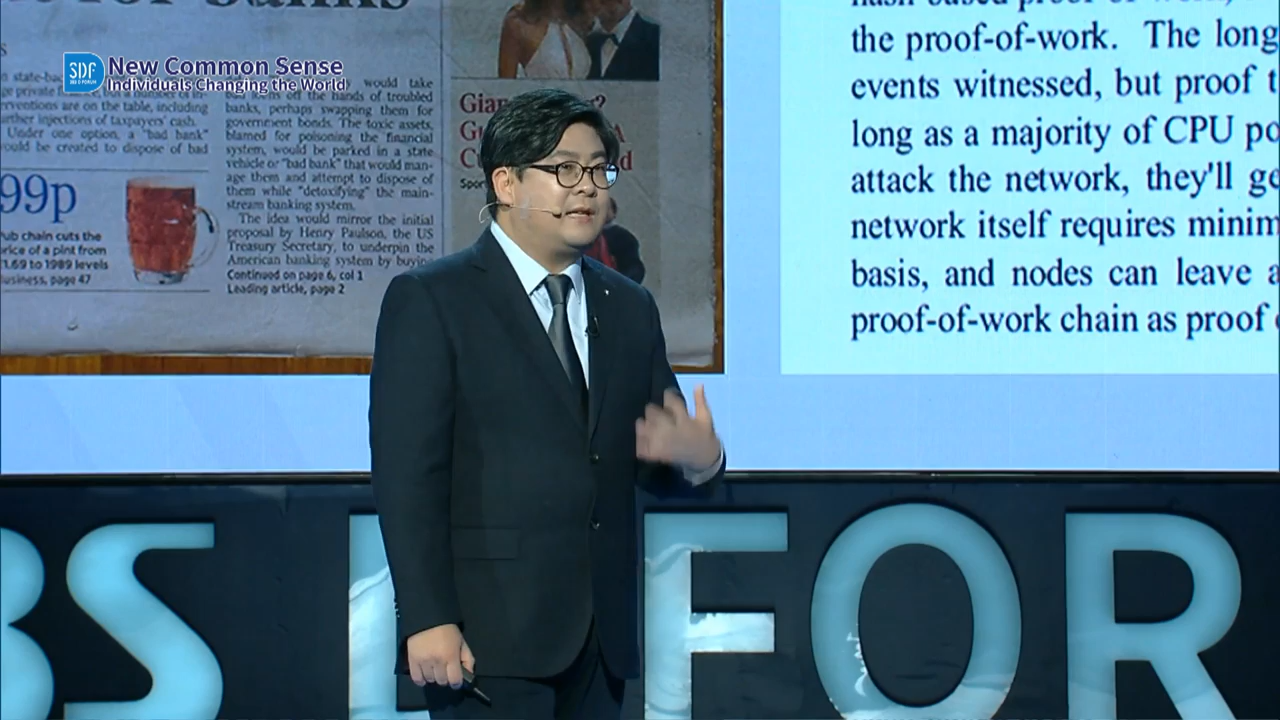 for banks
SDF
SBS D FORUM
New Common Sense
Individuals Changing the World
would take
the hands of troubled
banks, perhaps swapping them for
government bonds. The toxic assets,
blamed for poisoning the financial
system, would be parked in a state
vehicle or "bad bank" that would man-
age them and attempt to dispose of
them while "detoxifying" the main-
stream banking system.
The idea would mirror the initial
proposal by Henry Paulson, the US
Treasury Secretary, to underpin the
American banking system by buying
Continued on page 6, col 1
Leading article, page 2
are on the table, including
further injections of taxpayers' cash.
Under one option, a "bad bank"
would be created to dispose of bad
99p
Pub chain cuts the
price of a pint from
£1.69 to 1989 levels
Business, page 47
the proof-of-work. The long
events witnessed, but proof t
long as a majority of CPU po
attack the network, they'll ge
network itself requires minim
basis, and nodes can leave a
proof-of-work chain as proof
BS FOR